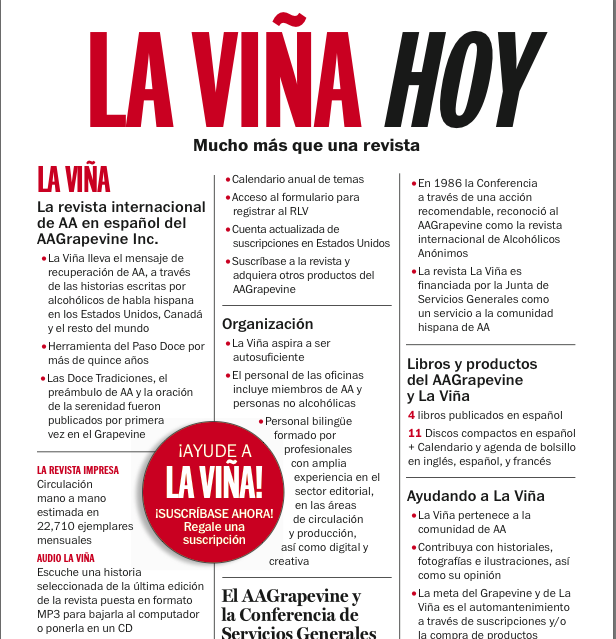 LA VIÑA HOY
Mucho más que una revista
LA VIÑA
La revista internacional
de AA en español del
AAGrapevine Inc.
• La Viña lleva el mensaje de
recuperación de AA, a través
de las historias escritas por
alcohólicos de habla hispana
en los Estados Unidos, Canadá
y el resto del mundo
• Herramienta del Paso Doce por
más de quince años
• Las Doce Tradiciones, el
preámbulo de AA y la oración
de la serenidad fueron
publicados por primera
vez en el Grapevine
LA REVISTA IMPRESA
Circulación
mano a mano
estimada en
22,710 ejemplares
mensuales
AUDIO LA VIÑA
Escuche una historia
seleccionada de la última edición
de la revista puesta en formato
MP3 para bajarla al computador
o ponerla en un CD
¡AYUDE A
LA VIÑA!
¡SUSCRÍBASE AHORA!
Regale una
suscripción
• Calendario anual de temas
• Acceso al formulario para
registrar al RLV
• Cuenta actualizada de
suscripciones en Estados Unidos
• Suscríbase a la revista y
adquiera otros productos del
AAGrapevine
Organización
• La Viña aspira a ser
autosuficiente
• El personal de las oficinas
incluye miembros de AA y
personas no alcohólicas
• Personal bilingüe
formado por
profesionales
con amplia
experiencia en el
sector editorial,
en las áreas
de circulación
y producción,
así como digital y
creativa
El AAGrapevine y
la Conferencia de
Servicios Generales
• En 1986 la Conferencia
a través de una acción
recomendable, reconoció al
AAGrapevine como la revista
internacional de Alcohólicos
Anónimos
• La revista La Viña es
financiada por la Junta de
Servicios Generales como
un servicio a la comunidad
hispana de AA
Libros y productos
del AAGrapevine
y La Viña
4 libros publicados en español
11 Discos compactos en español
+ Calendario y agenda de bolsillo
en inglés, español, y francés
Ayudando a La Viña
• La Viña pertenece a la
comunidad de AA
• Contribuya con historiales,
fotografías e ilustraciones, así
como su opinión
• La meta del Grapevine y de La
Viña es el automantenimiento
a través de suscripciones y/o
la compra de productos